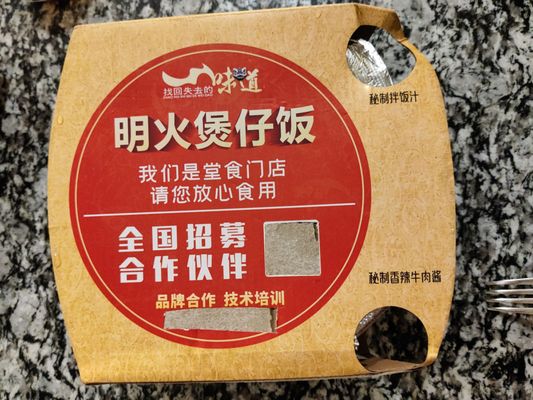 找回失去的
味道
明火煲仔饭
我们是堂食门店
请您放心食用
全国招募
合作伙伴
品牌合作 技术培训
秘制拌饭汁
秘制香辣牛肉酱